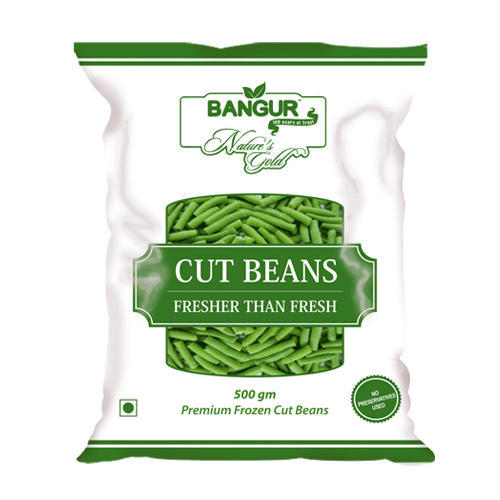 BANGUR
100 years of trust
Nature's
Gold
CUT BEANS
FRESHER THAN FRESH
500 gm
Premium Frozen Cut Beans
NO
PRESERVATIVES
USED